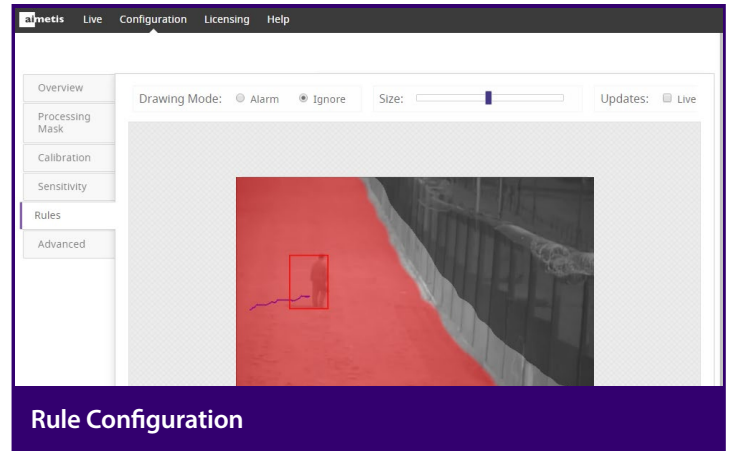 aimetis Live Configuration Licensing Help
Overview
Processing
Mask
Calibration
Sensitivity
Rules
Advanced
Drawing Mode: Alarm Ignore Size: Updates: Live
Rule Configuration